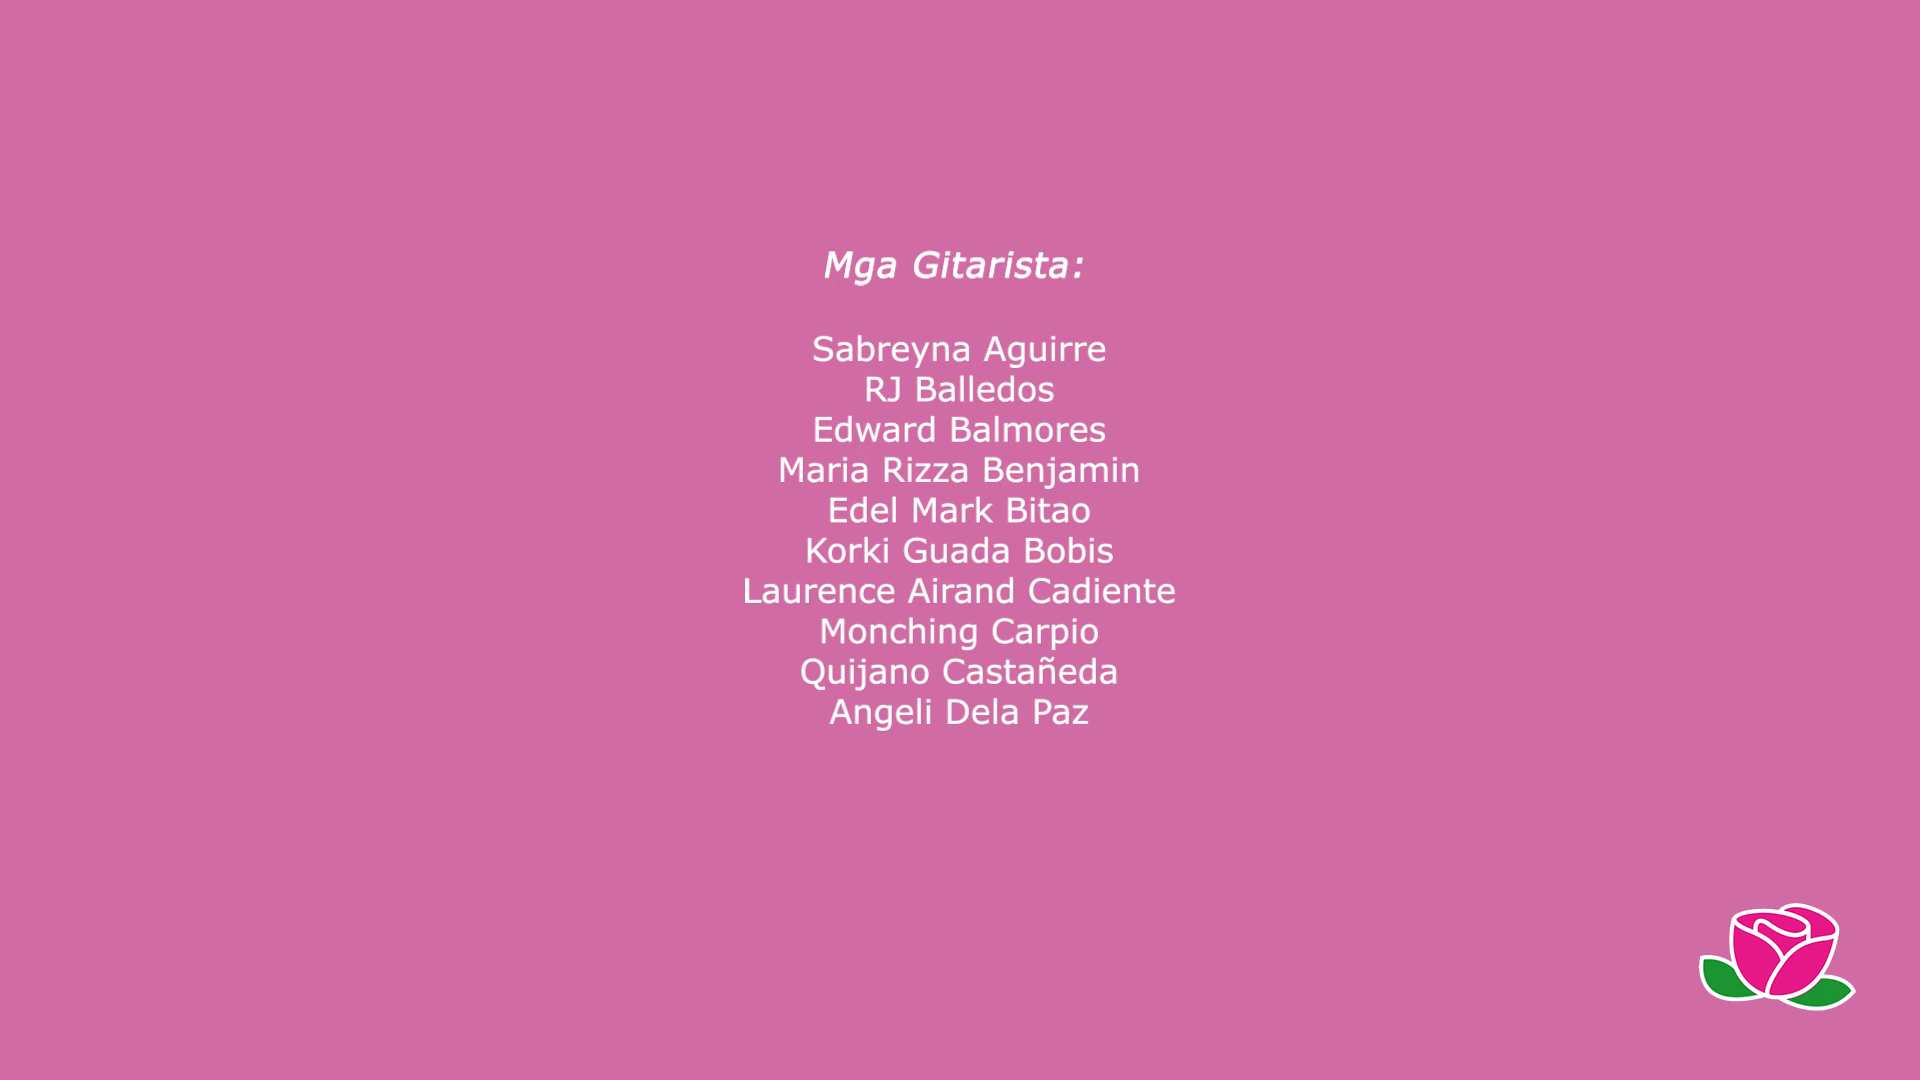 Mga Gitarista:
Sabreyna Aguirre
RJ Balledos
Edward Balmores
Maria Rizza Benjamin
Edel Mark Bitao
Korki Guada Bobis
Laurence Airand Cadiente
Monching Carpio
Quijano Castañeda
Angeli Dela Paz